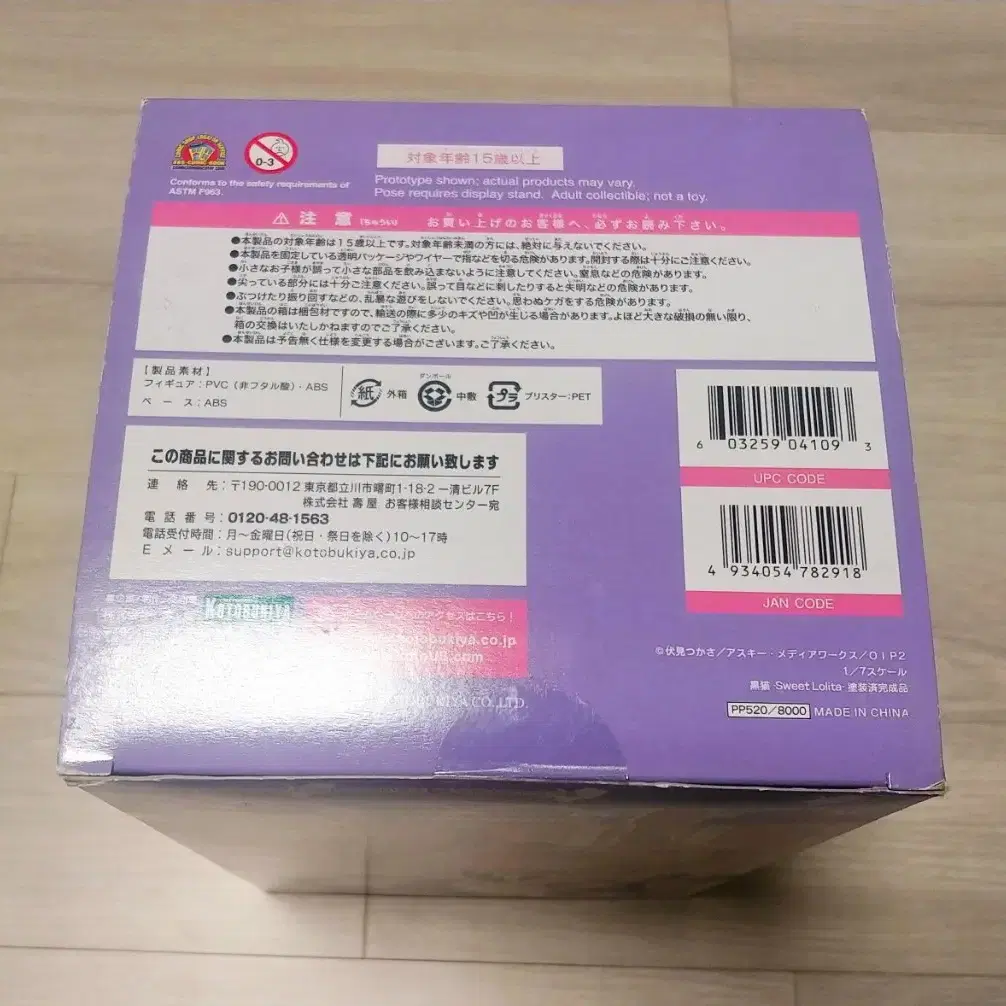 0-3
Conforms to the safety requirements of
ASTM F963.
対象年齢15歳以上
Prototype shown; actual products may vary.
Pose requires display stand. Adult collectible; not a toy.
⚠注意(ちゅうい) お買い上げのお客様へ、必ずお読み下さい。
●本製品の対象年齢は15歳以上です。対象年齢未満の方には、絶対に与えないでください。
●本製品を固定している透明パッケージやワイヤーで指などを切る危険があります。開封する際は十分にご注意ください。
●小さなお子様が誤って小さな部品を飲み込まないように注意してください。窒息などの危険があります。
●尖っている部分には十分ご注意ください。誤って目などに刺したりすると失明などの危険があります。
●ぶつけたり振り回すなどの、乱暴な遊びをしないでください。思わぬケガをする危険があります。
●本製品の箱は梱包材ですので、輸送の際に多少のキズや凹が生じる場合があります。よほど大きな破損の無い限り、
箱の交換はいたしかねますのでご了承ください。
●本製品は予告無く仕様を変更する場合がございます。ご了承ください。
【製品素材】
フィギュア:PVC(非フタル酸)・ABS
ベース:ABS
紙 外箱
ダンボール 中敷
プラ ブリスター:PET
6 03259 04109 3
UPC CODE
この商品に関するお問い合わせは下記にお願い致します
連絡先:〒190-0012 東京都立川市曙町1-18-2 一清ビル7F
株式会社 壽屋 お客様相談センター宛
電話番号:0120-48-1563
電話受付時間:月~金曜日(祝日・祭日を除く)10~17時
Eメール:support@kotobukiya.co.jp
4 934054 782918
JAN CODE
KOTOBUKIYA
アクセスはこちら!
kotobukiya.co.jp
.com
CO.,LTD.
©伏見つかさ/アスキー・メディアワークス/OIP2
1/7スケール
黒猫 -Sweet Lolita- 塗装済完成品
PP520/8000 MADE IN CHINA